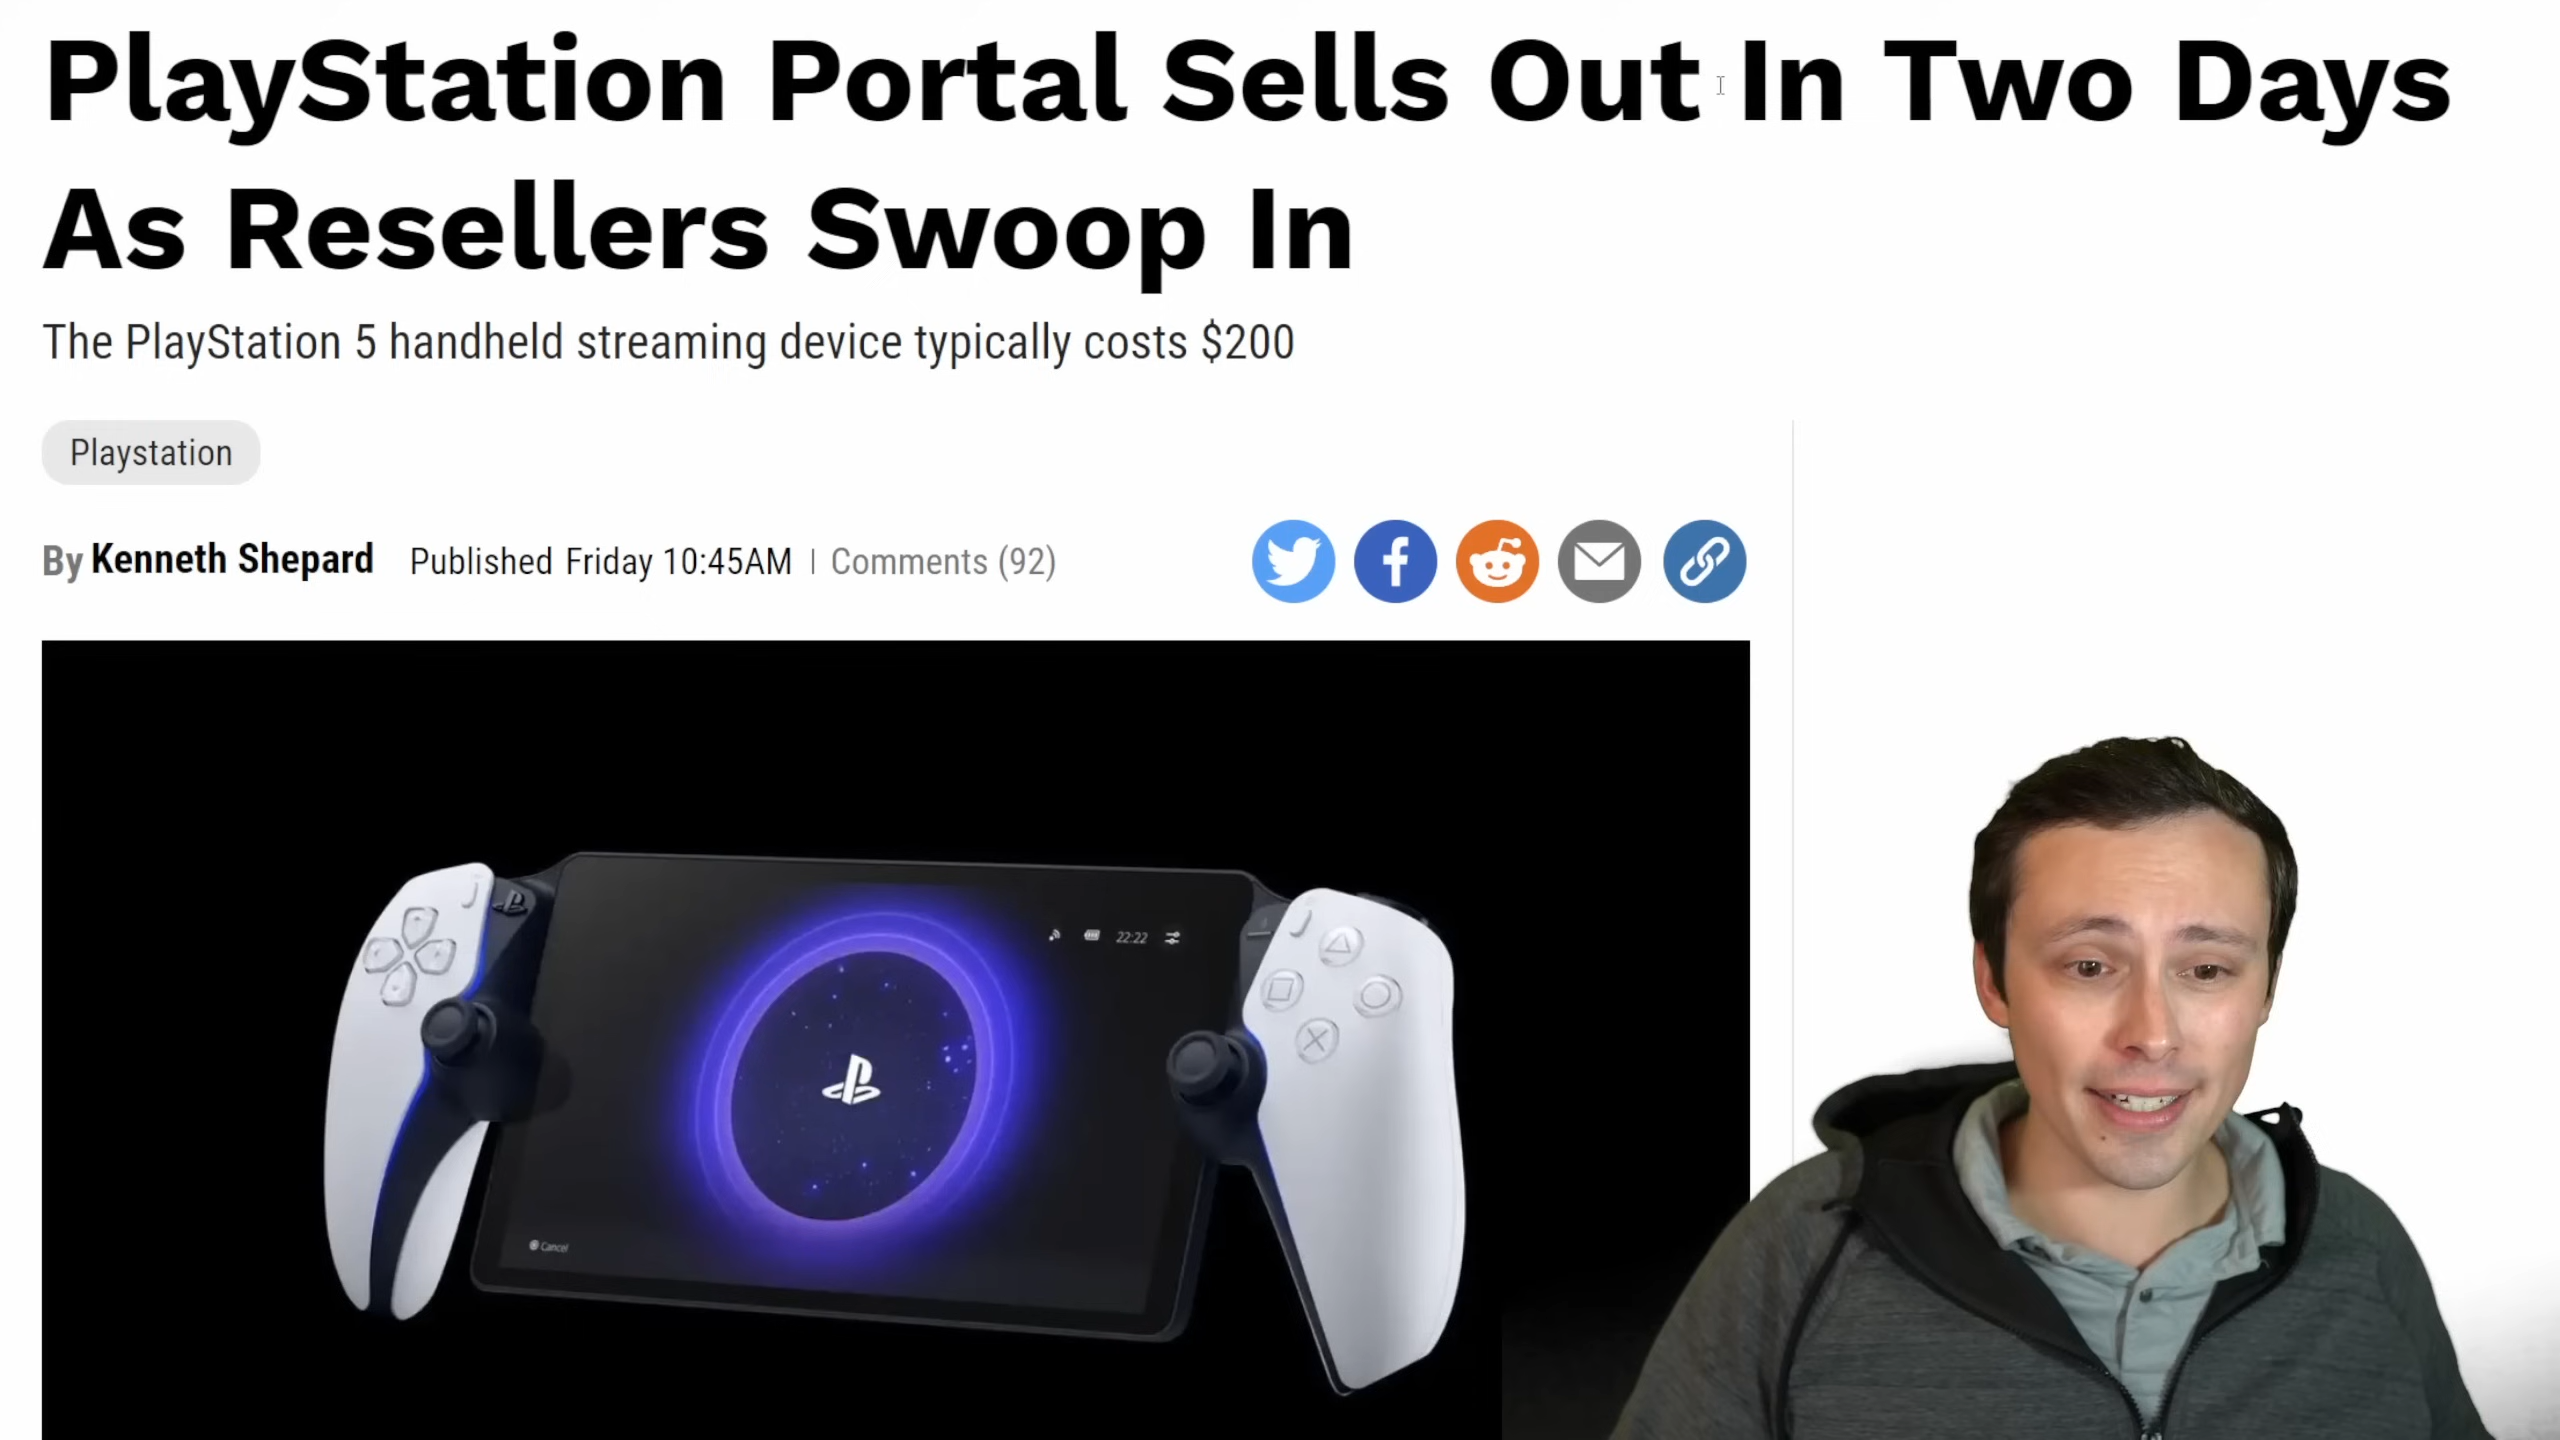 PlayStation Portal Sells Out In Two Days
As Resellers Swoop In
The PlayStation 5 handheld streaming device typically costs $200
Playstation
By Kenneth Shepard Published Friday 10:45AM | Comments (92)
22:22
Cancel